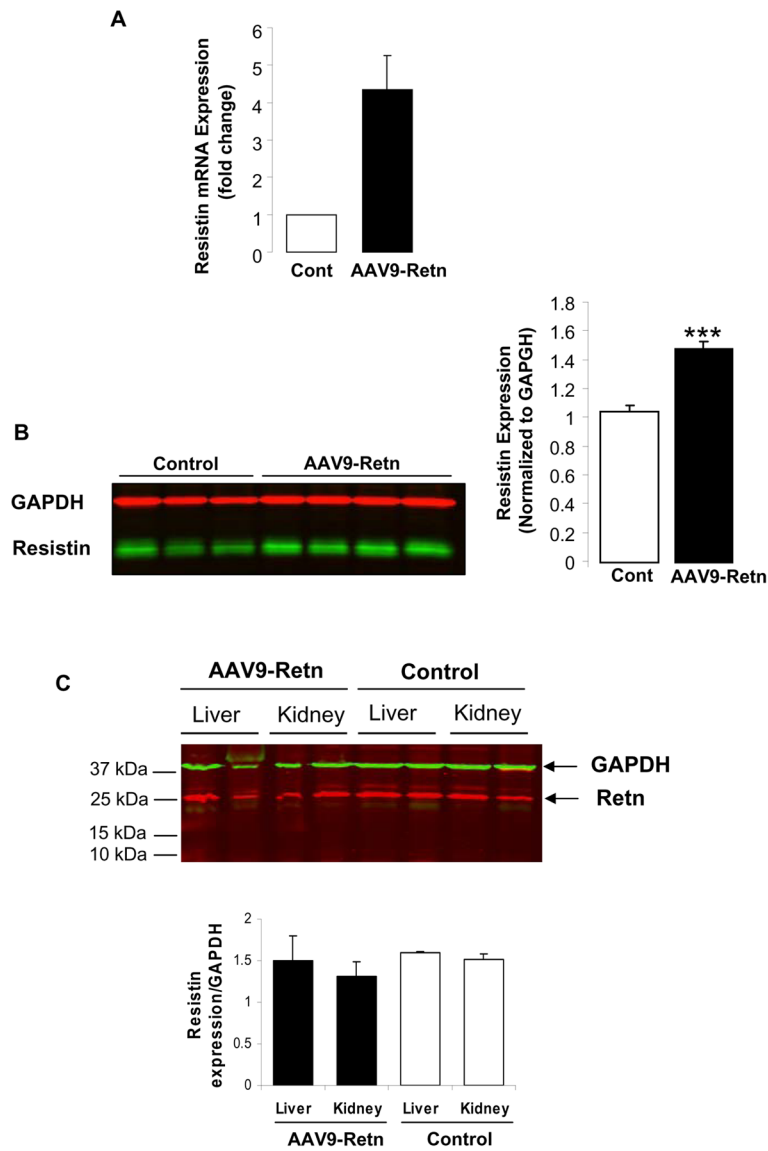 A
Resistin mRNA Expression
(fold change)
6
5
4
3
2
1
0
Cont AAV9-Retn
B
Control AAV9-Retn
GAPDH
Resistin
Resistin Expression
(Normalized to GAPGH)
1.8
1.6
1.4
1.2
1
0.8
0.6
0.4
0.2
0
***
Cont AAV9-Retn
C
AAV9-Retn Control
Liver Kidney Liver Kidney
37 kDa
25 kDa
15 kDa
10 kDa
GAPDH
Retn
Resistin
expression/GAPDH
2
1.5
1
0.5
0
Liver Kidney Liver Kidney
AAV9-Retn Control